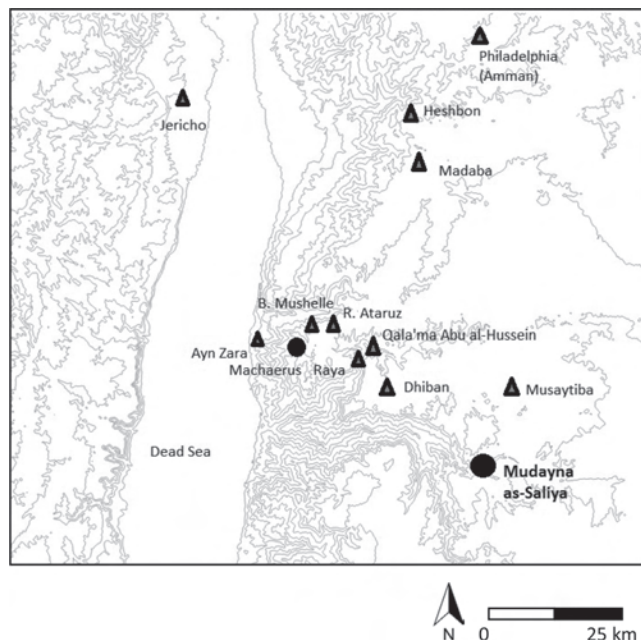 Philadelphia
(Amman)
Jericho
Heshbon
Madaba
B. Mushelle
R. Ataruz
Qala'ma Abu al-Hussein
Ayn Zara
Machaerus
Raya
Dhiban
Musaytiba
Dead Sea
Mudayna
as-Saliya
N
0
25 km